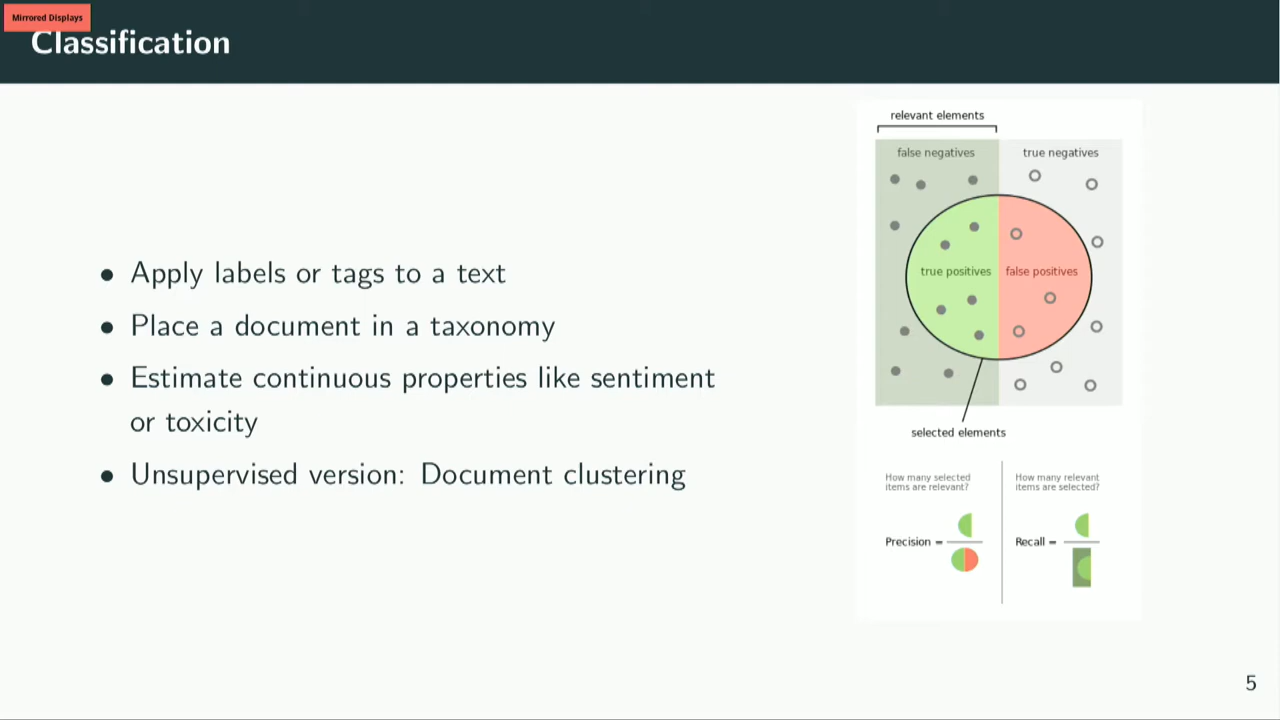 Mirrored Displays
Classification
• Apply labels or tags to a text
• Place a document in a taxonomy
• Estimate continuous properties like sentiment
or toxicity
• Unsupervised version: Document clustering
relevant elements
false negatives
true negatives
true positives
false positives
selected elements
How many selected
items are relevant?
Precision =
How many relevant
items are selected?
Recall =
5